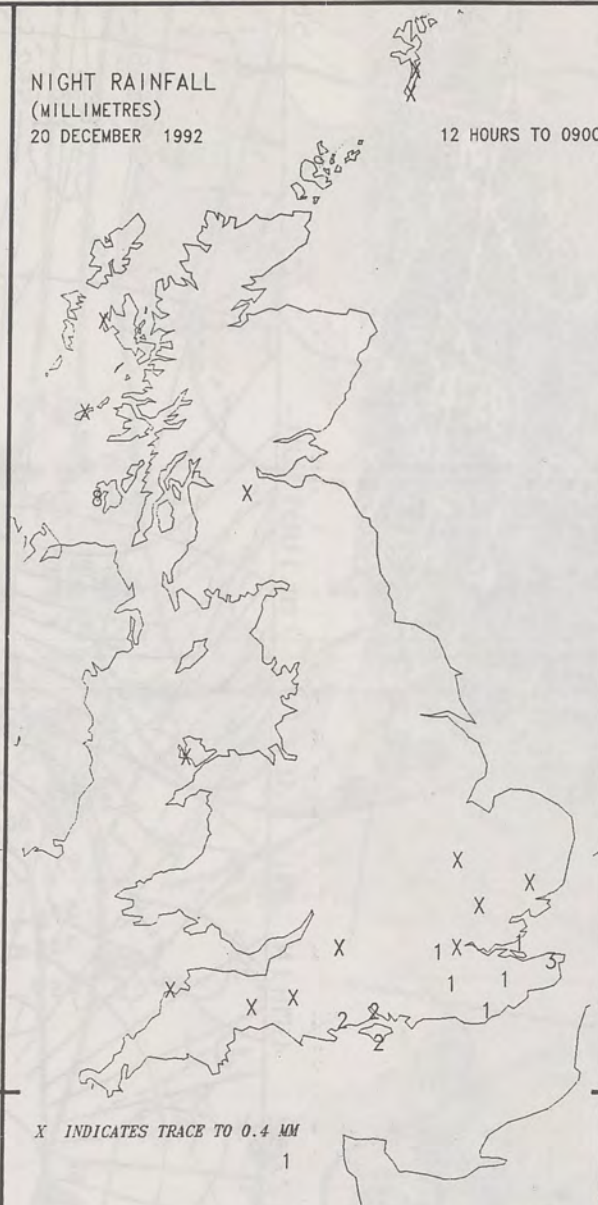 NIGHT RAINFALL
(MILLIMETRES)
20 DECEMBER 1992
12 HOURS TO 0900
X
X
X
X
8
X
X
X
X
X
X
1
X
1
3
X
X
X
1
1
2
2
1
2
X INDICATES TRACE TO 0.4 MM
1